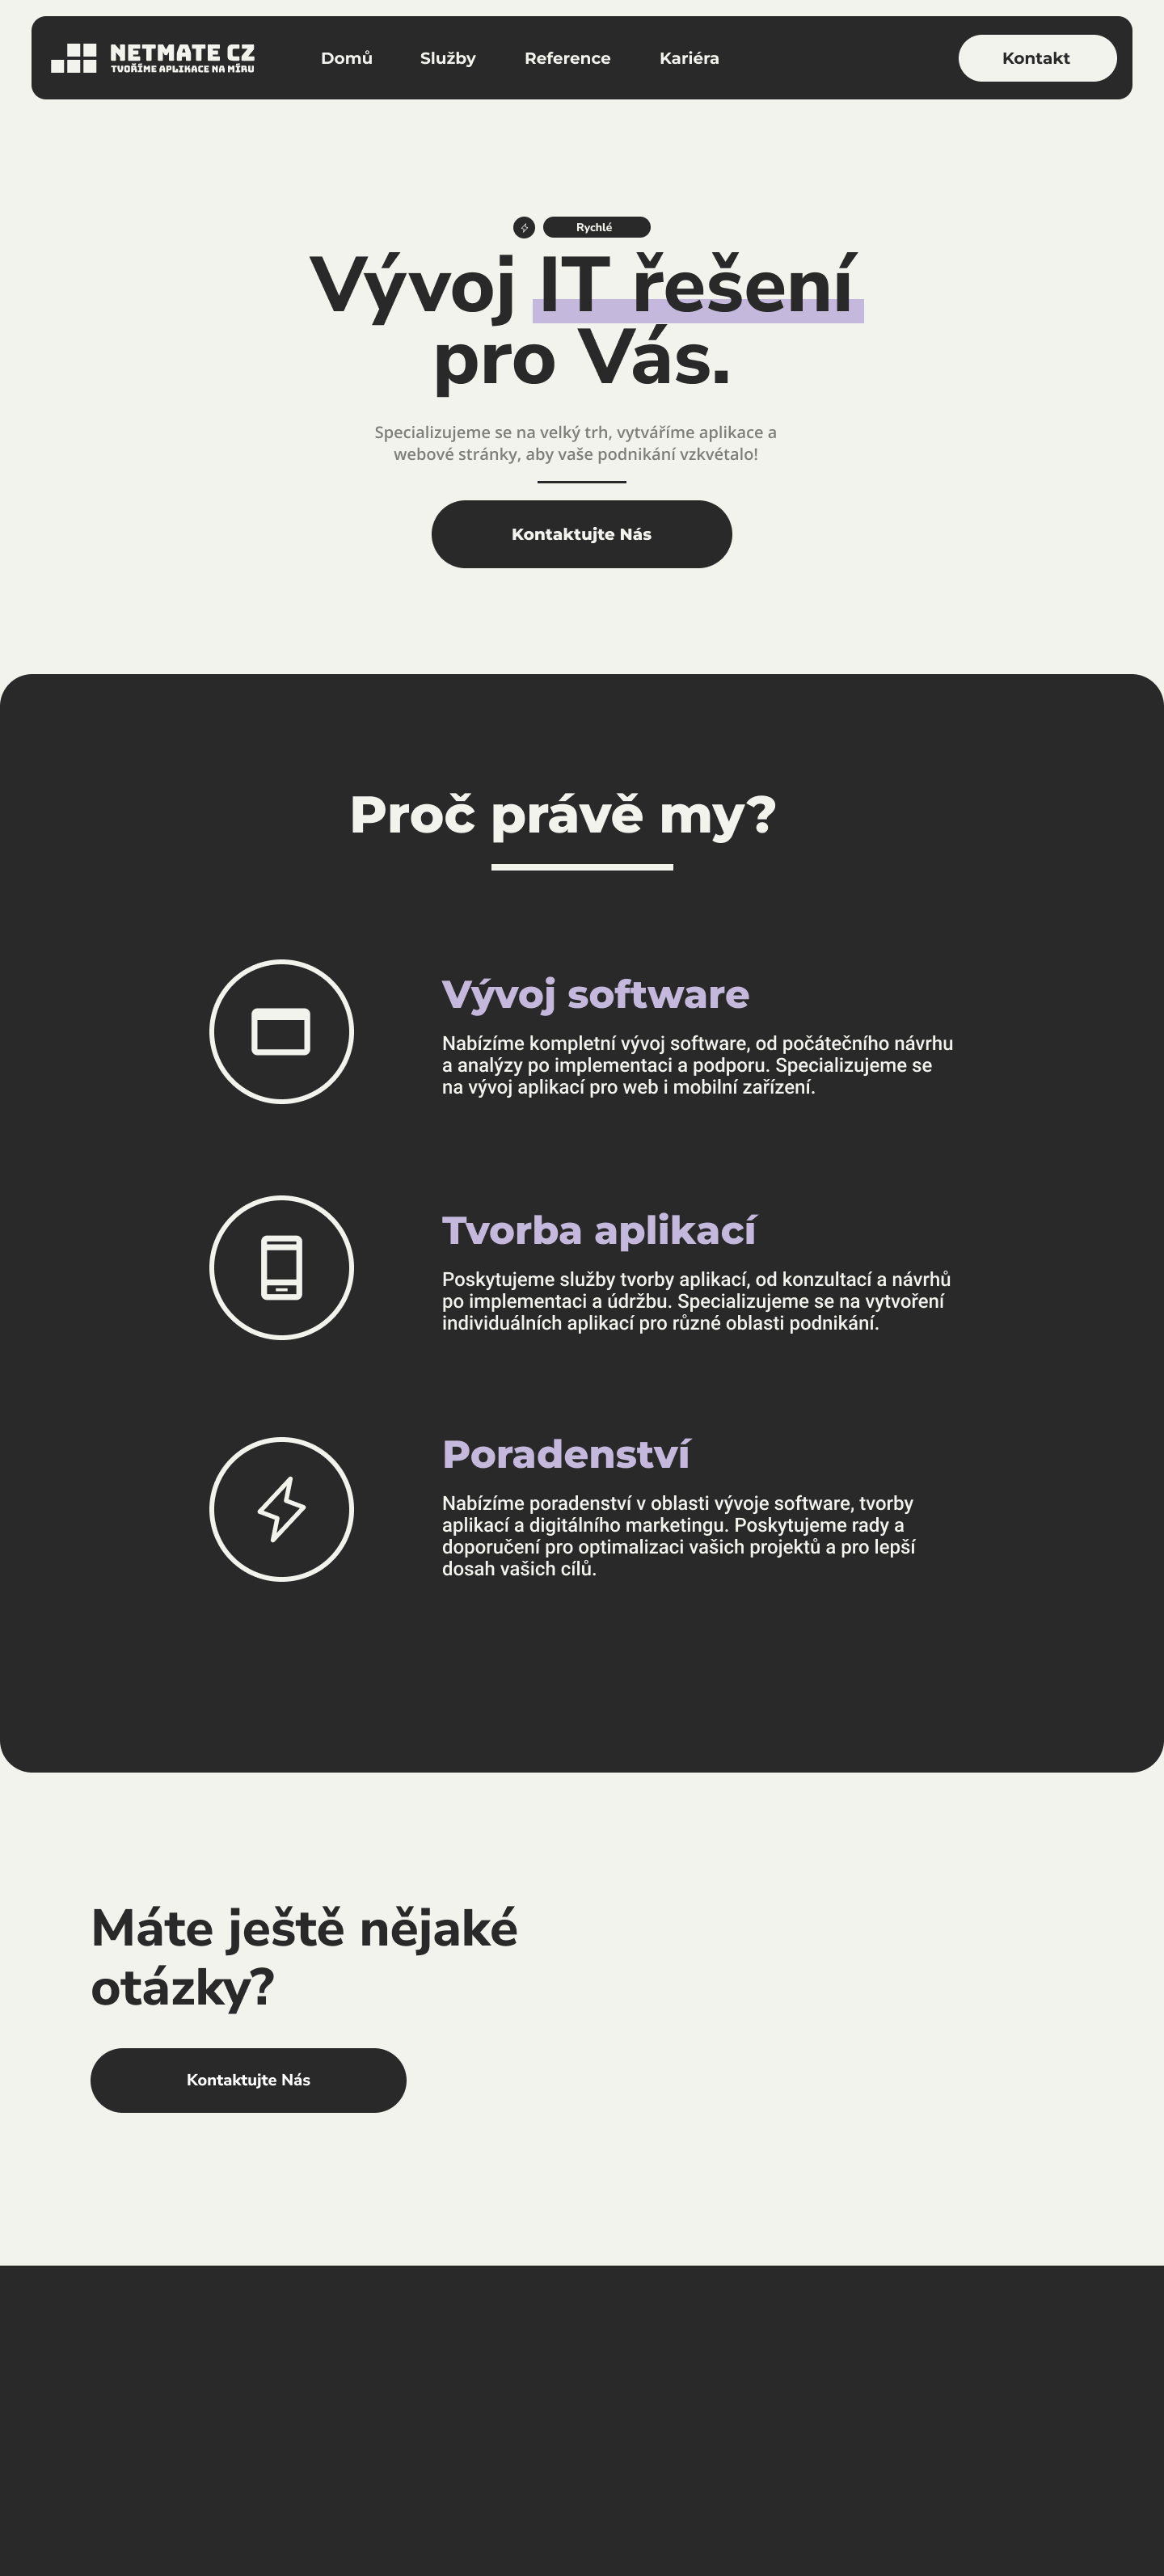 NETMATE CZ
TVOŘÍME APLIKACE NA MÍRU
Domů
Služby
Reference
Kariéra
Kontakt
Rychlé
Vývoj IT řešení
pro Vás.
Specializujeme se na velký trh, vytváříme aplikace a
webové stránky, aby vaše podnikání vzkvétalo!
Kontaktujte Nás
Proč právě my?
Vývoj software
Nabízíme kompletní vývoj software, od počátečního návrhu
a analýzy po implementaci a podporu. Specializujeme se
na vývoj aplikací pro web i mobilní zařízení.
Tvorba aplikací
Poskytujeme služby tvorby aplikací, od konzultací a návrhů
po implementaci a údržbu. Specializujeme se na vytvoření
individuálních aplikací pro různé oblasti podnikání.
Poradenství
Nabízíme poradenství v oblasti vývoje software, tvorby
aplikací a digitálního marketingu. Poskytujeme rady a
doporučení pro optimalizaci vašich projektů a pro lepší
dosah vašich cílů.
Máte ještě nějaké
otázky?
Kontaktujte Nás